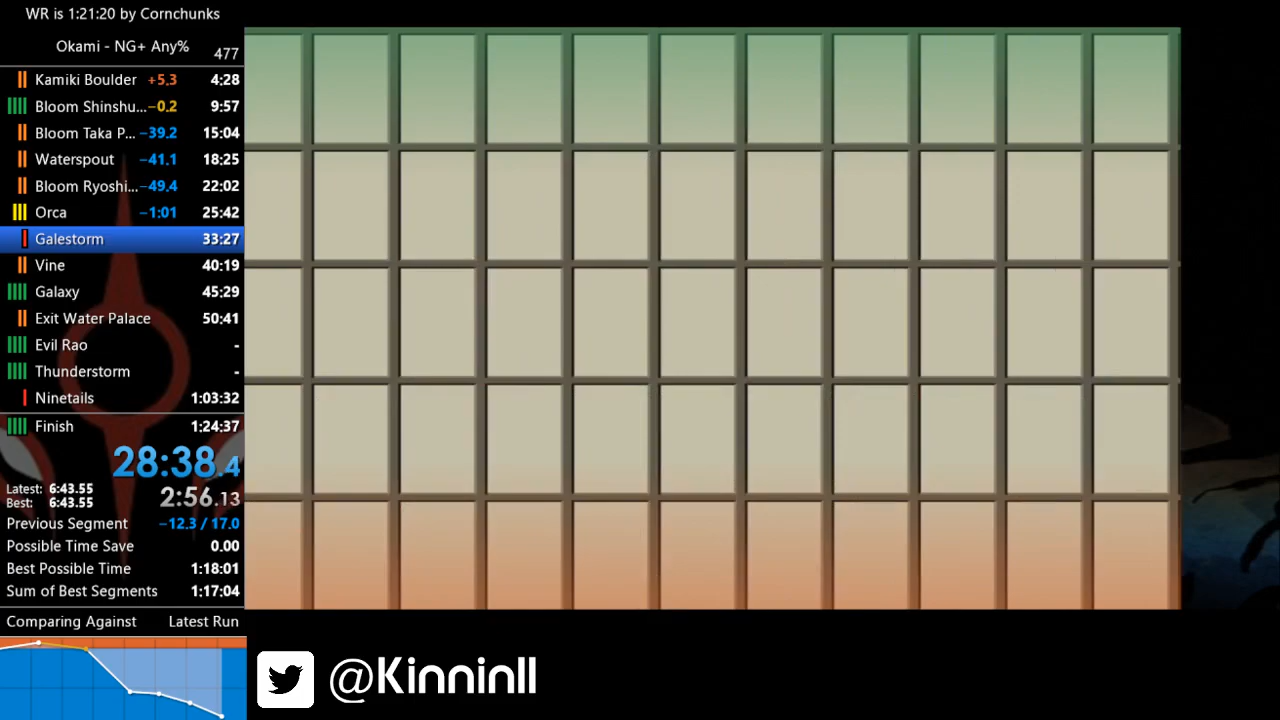 WR is 1:21:20 by Cornchunks
Okami - NG+ Any% 477
Kamiki Boulder +5.3 4:28
Bloom Shinshu... −0.2 9:57
Bloom Taka P... −39.2 15:04
Waterspout −41.1 18:25
Bloom Ryoshi... −49.4 22:02
Orca −1:01 25:42
Galestorm 33:27
Vine 40:19
Galaxy 45:29
Exit Water Palace 50:41
Evil Rao -
Thunderstorm -
Ninetails 1:03:32
Finish 1:24:37
28:38.4
Latest: 6:43.55
Best: 6:43.55
2:56.13
Previous Segment −12.3 / 17.0
Possible Time Save 0.00
Best Possible Time 1:18:01
Sum of Best Segments 1:17:04
Comparing Against Latest Run
@Kinninll